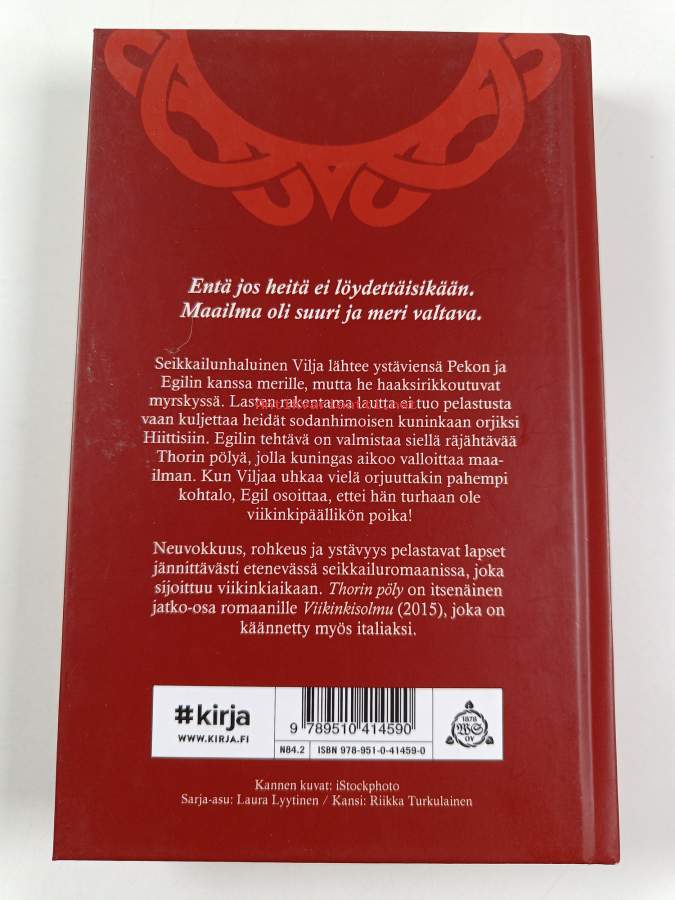 Entä jos heitä ei löydettäisikään.
Maailma oli suuri ja meri valtava.
Seikkailunhaluinen Vilja lähtee ystäviensä Pekon ja
Egilin kanssa merille, mutta he haaksirikkoutuvat
myrskyssä. Lasten rakentama lautta ei tuo pelastusta
vaan kuljettaa heidät sodanhimoisen kuninkaan orjiksi
Hiittisiin. Egilin tehtävä on valmistaa siellä räjähtävää
Thorin pölyä, jolla kuningas aikoo valloittaa maa-
ilman. Kun Viljaa uhkaa vielä orjuuttakin pahempi
kohtalo, Egil osoittaa, ettei hän turhaan ole
viikinkipäällikön poika!
Neuvokkuus, rohkeus ja ystävyys pelastavat lapset
jännittävästi etenevässä seikkailuromaanissa, joka
sijoittuu viikinkiaikaan. Thorin pöly on itsenäinen
jatko-osa romaanille Viikinkisolmu (2015), joka on
käännetty myös italiaksi.
#kirja
WWW.KIRJA.FI
9 789510 414590
N84.2 ISBN 978-951-0-41459-0
1878
WS
OY
Kannen kuvat: iStockphoto
Sarja-asu: Laura Lyytinen / Kansi: Riikka Turkulainen